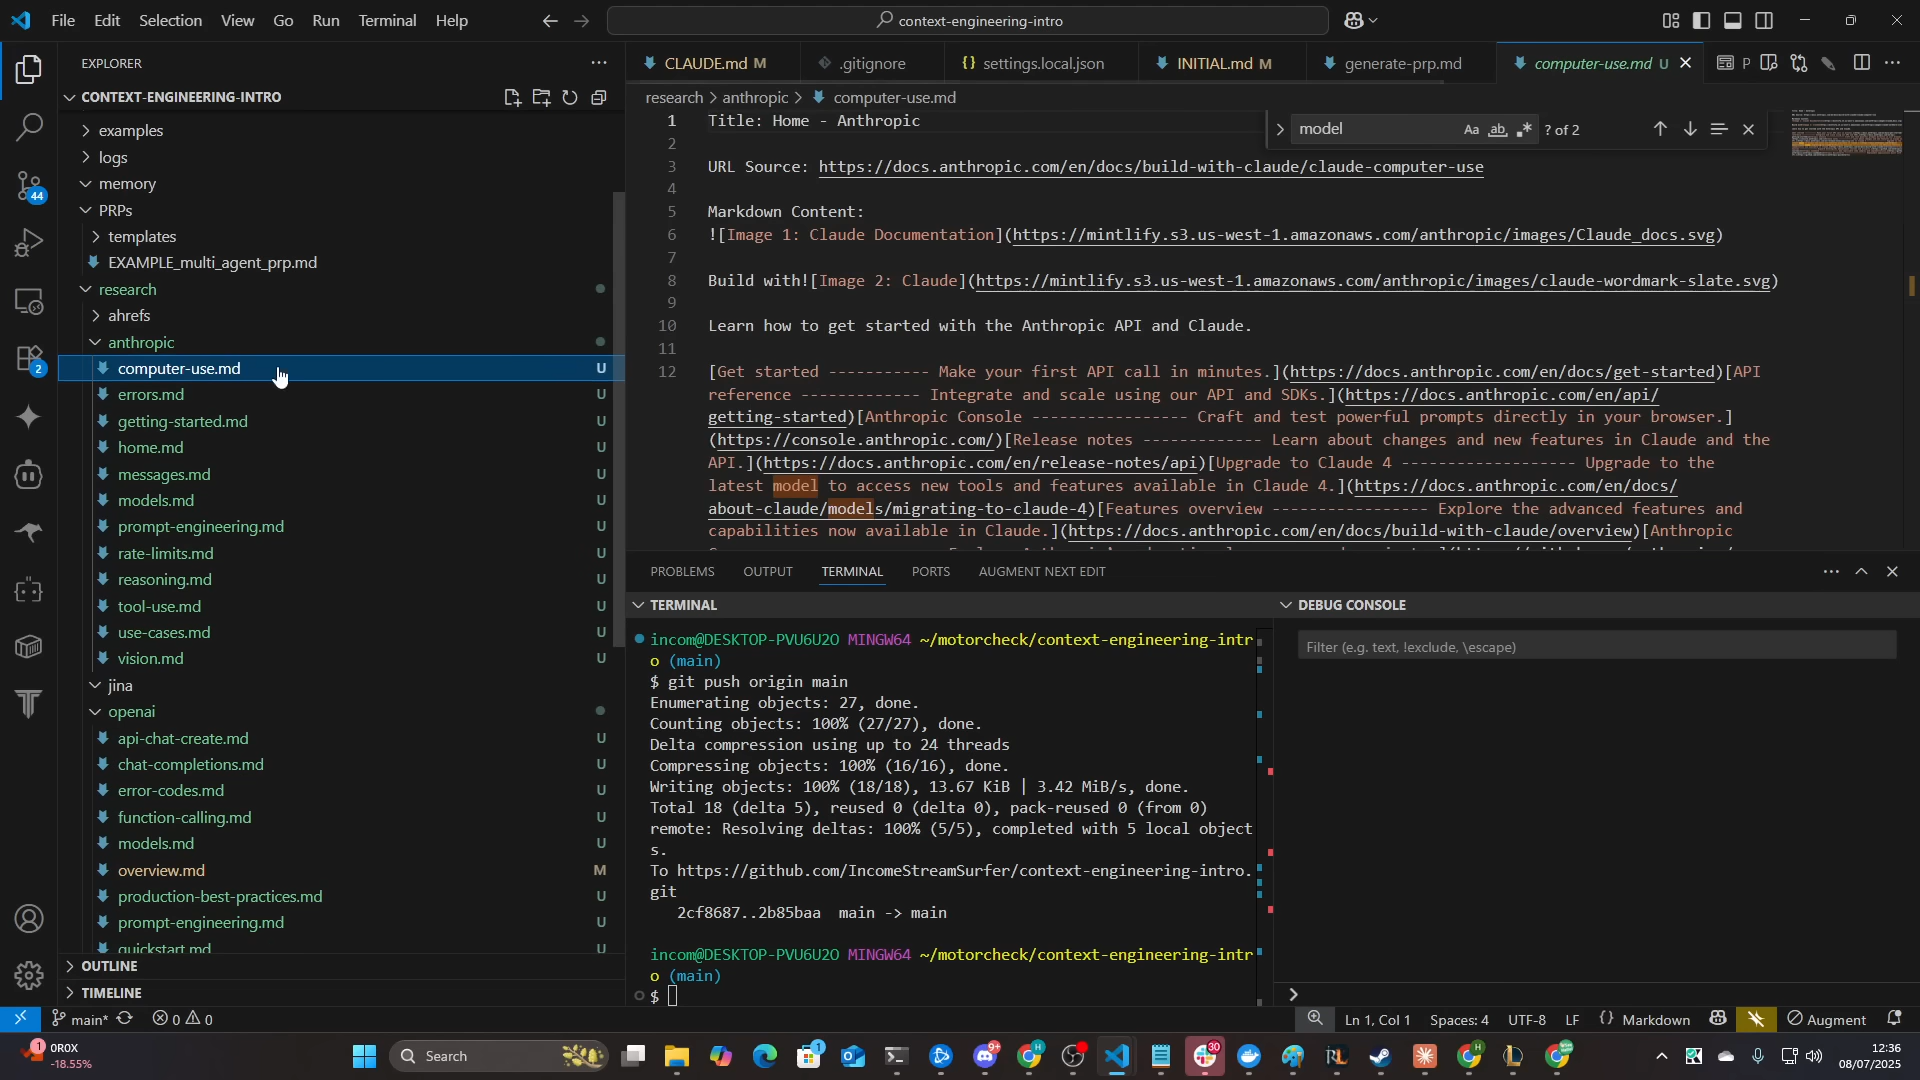 File Edit Selection View Go Run Terminal Help
context-engineering-intro
EXPLORER
CONTEXT-ENGINEERING-INTRO
examples
logs
memory
PRPs
templates
EXAMPLE_multi_agent_prp.md
research
ahrefs
anthropic
computer-use.md U
errors.md U
getting-started.md U
home.md U
messages.md U
models.md U
prompt-engineering.md U
rate-limits.md U
reasoning.md U
tool-use.md U
use-cases.md U
vision.md U
jina
openai
api-chat-create.md U
chat-completions.md U
error-codes.md U
function-calling.md U
models.md U
overview.md M
production-best-practices.md U
prompt-engineering.md U
quickstart.md U
OUTLINE
TIMELINE
44
2
CLAUDE.md M .gitignore {} settings.local.json INITIAL.md M generate-prp.md computer-use.md U P
research > anthropic > computer-use.md
model Aa ab ? of 2
1 Title: Home - Anthropic
2
3 URL Source: https://docs.anthropic.com/en/docs/build-with-claude/claude-computer-use
4
5 Markdown Content:
6 ![Image 1: Claude Documentation](https://mintlify.s3.us-west-1.amazonaws.com/anthropic/images/Claude_docs.svg)
7
8 Build with![Image 2: Claude](https://mintlify.s3.us-west-1.amazonaws.com/anthropic/images/claude-wordmark-slate.svg)
9
10 Learn how to get started with the Anthropic API and Claude.
11
12 [Get started ----------- Make your first API call in minutes.](https://docs.anthropic.com/en/docs/get-started)[API
reference ------------- Integrate and scale using our API and SDKs.](https://docs.anthropic.com/en/api/
getting-started)[Anthropic Console ----------------- Craft and test powerful prompts directly in your browser.]
(https://console.anthropic.com/)[Release notes ------------- Learn about changes and new features in Claude and the
API.](https://docs.anthropic.com/en/release-notes/api)[Upgrade to Claude 4 ------------------- Upgrade to the
latest model to access new tools and features available in Claude 4.](https://docs.anthropic.com/en/docs/
about-claude/models/migrating-to-claude-4)[Features overview ----------------- Explore the advanced features and
capabilities now available in Claude.](https://docs.anthropic.com/en/docs/build-with-claude/overview)[Anthropic
PROBLEMS OUTPUT TERMINAL PORTS AUGMENT NEXT EDIT
TERMINAL
incom@DESKTOP-PVU6U2O MINGW64 ~/motorcheck/context-engineering-intr
o (main)
$ git push origin main
Enumerating objects: 27, done.
Counting objects: 100% (27/27), done.
Delta compression using up to 24 threads
Compressing objects: 100% (16/16), done.
Writing objects: 100% (18/18), 13.67 KiB | 3.42 MiB/s, done.
Total 18 (delta 5), reused 0 (delta 0), pack-reused 0 (from 0)
remote: Resolving deltas: 100% (5/5), completed with 5 local object
s.
To https://github.com/IncomeStreamSurfer/context-engineering-intro.
git
2cf8687..2b85baa main -> main
incom@DESKTOP-PVU6U2O MINGW64 ~/motorcheck/context-engineering-intr
o (main)
$
DEBUG CONSOLE
Filter (e.g. text, !exclude, \escape)
main* 0 0 Ln 1, Col 1 Spaces: 4 UTF-8 LF {} Markdown Augment
1 0R0X
-18.55%
Search
1 9+ 30
12:36
08/07/2025